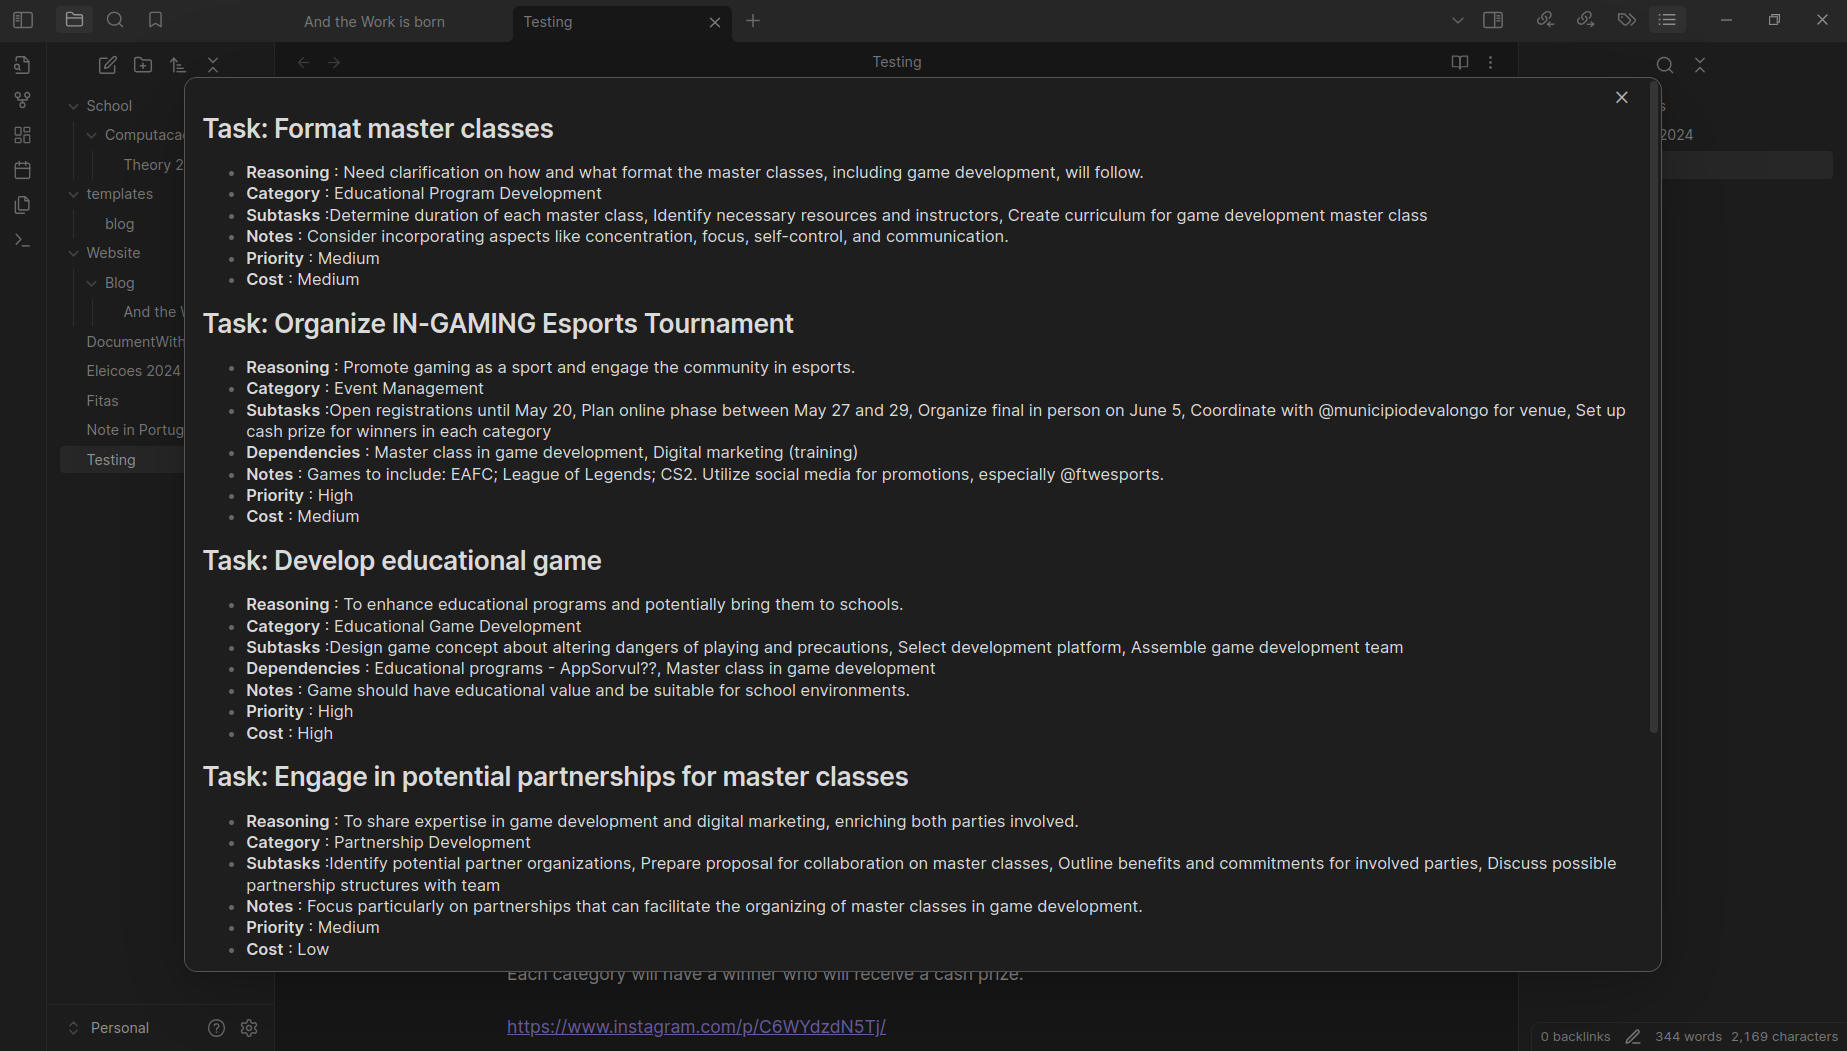 And the Work is born
Testing
Testing
School
Computaca
Theory 2
templates
blog
Website
Blog
And the
DocumentWith
Eleicoes 2024
Fitas
Note in Portug
Testing
Personal
Task: Format master classes
Reasoning : Need clarification on how and what format the master classes, including game development, will follow.
Category : Educational Program Development
Subtasks :Determine duration of each master class, Identify necessary resources and instructors, Create curriculum for game development master class
Notes : Consider incorporating aspects like concentration, focus, self-control, and communication.
Priority : Medium
Cost : Medium
Task: Organize IN-GAMING Esports Tournament
Reasoning : Promote gaming as a sport and engage the community in esports.
Category : Event Management
Subtasks :Open registrations until May 20, Plan online phase between May 27 and 29, Organize final in person on June 5, Coordinate with @municipiodevalongo for venue, Set up
cash prize for winners in each category
Dependencies : Master class in game development, Digital marketing (training)
Notes : Games to include: EAFC; League of Legends; CS2. Utilize social media for promotions, especially @ftwesports.
Priority : High
Cost : Medium
Task: Develop educational game
Reasoning : To enhance educational programs and potentially bring them to schools.
Category : Educational Game Development
Subtasks :Design game concept about altering dangers of playing and precautions, Select development platform, Assemble game development team
Dependencies : Educational programs - AppSorvul??, Master class in game development
Notes : Game should have educational value and be suitable for school environments.
Priority : High
Cost : High
Task: Engage in potential partnerships for master classes
Reasoning : To share expertise in game development and digital marketing, enriching both parties involved.
Category : Partnership Development
Subtasks :Identify potential partner organizations, Prepare proposal for collaboration on master classes, Outline benefits and commitments for involved parties, Discuss possible
partnership structures with team
Notes : Focus particularly on partnerships that can facilitate the organizing of master classes in game development.
Priority : Medium
Cost : Low
Each category will have a winner who will receive a cash prize.
https://www.instagram.com/p/C6WYdzdN5Tj/
s
2024
0 backlinks 344 words 2,169 characters